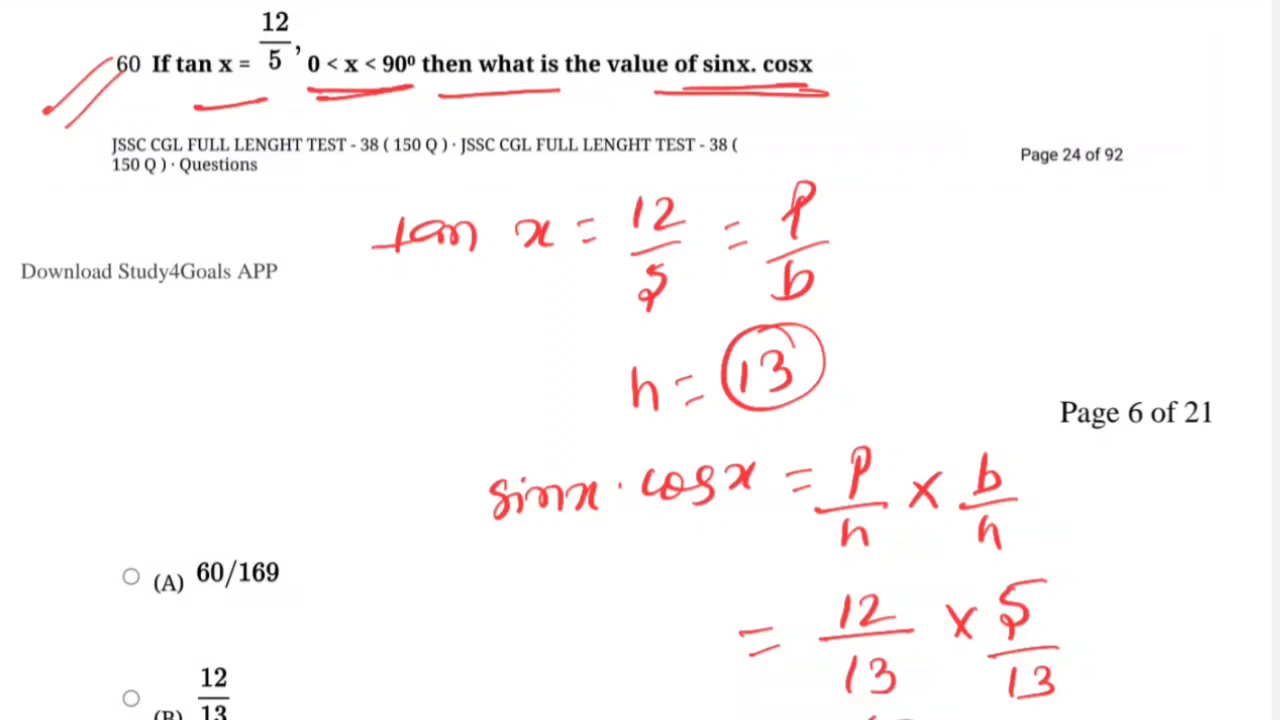 60 If tan x = 12/5, 0 < x < 90⁰ then what is the value of sinx. cosx
JSSC CGL FULL LENGHT TEST - 38 ( 150 Q ) · JSSC CGL FULL LENGHT TEST - 38 (
150 Q ) · Questions
Page 24 of 92
tan x = 12/5 = P/b
Download Study4Goals APP
h = 13
Page 6 of 21
sinx · cosx = P/h × b/h
(A) 60/169
= 12/13 × 5/13
(B) 12/13